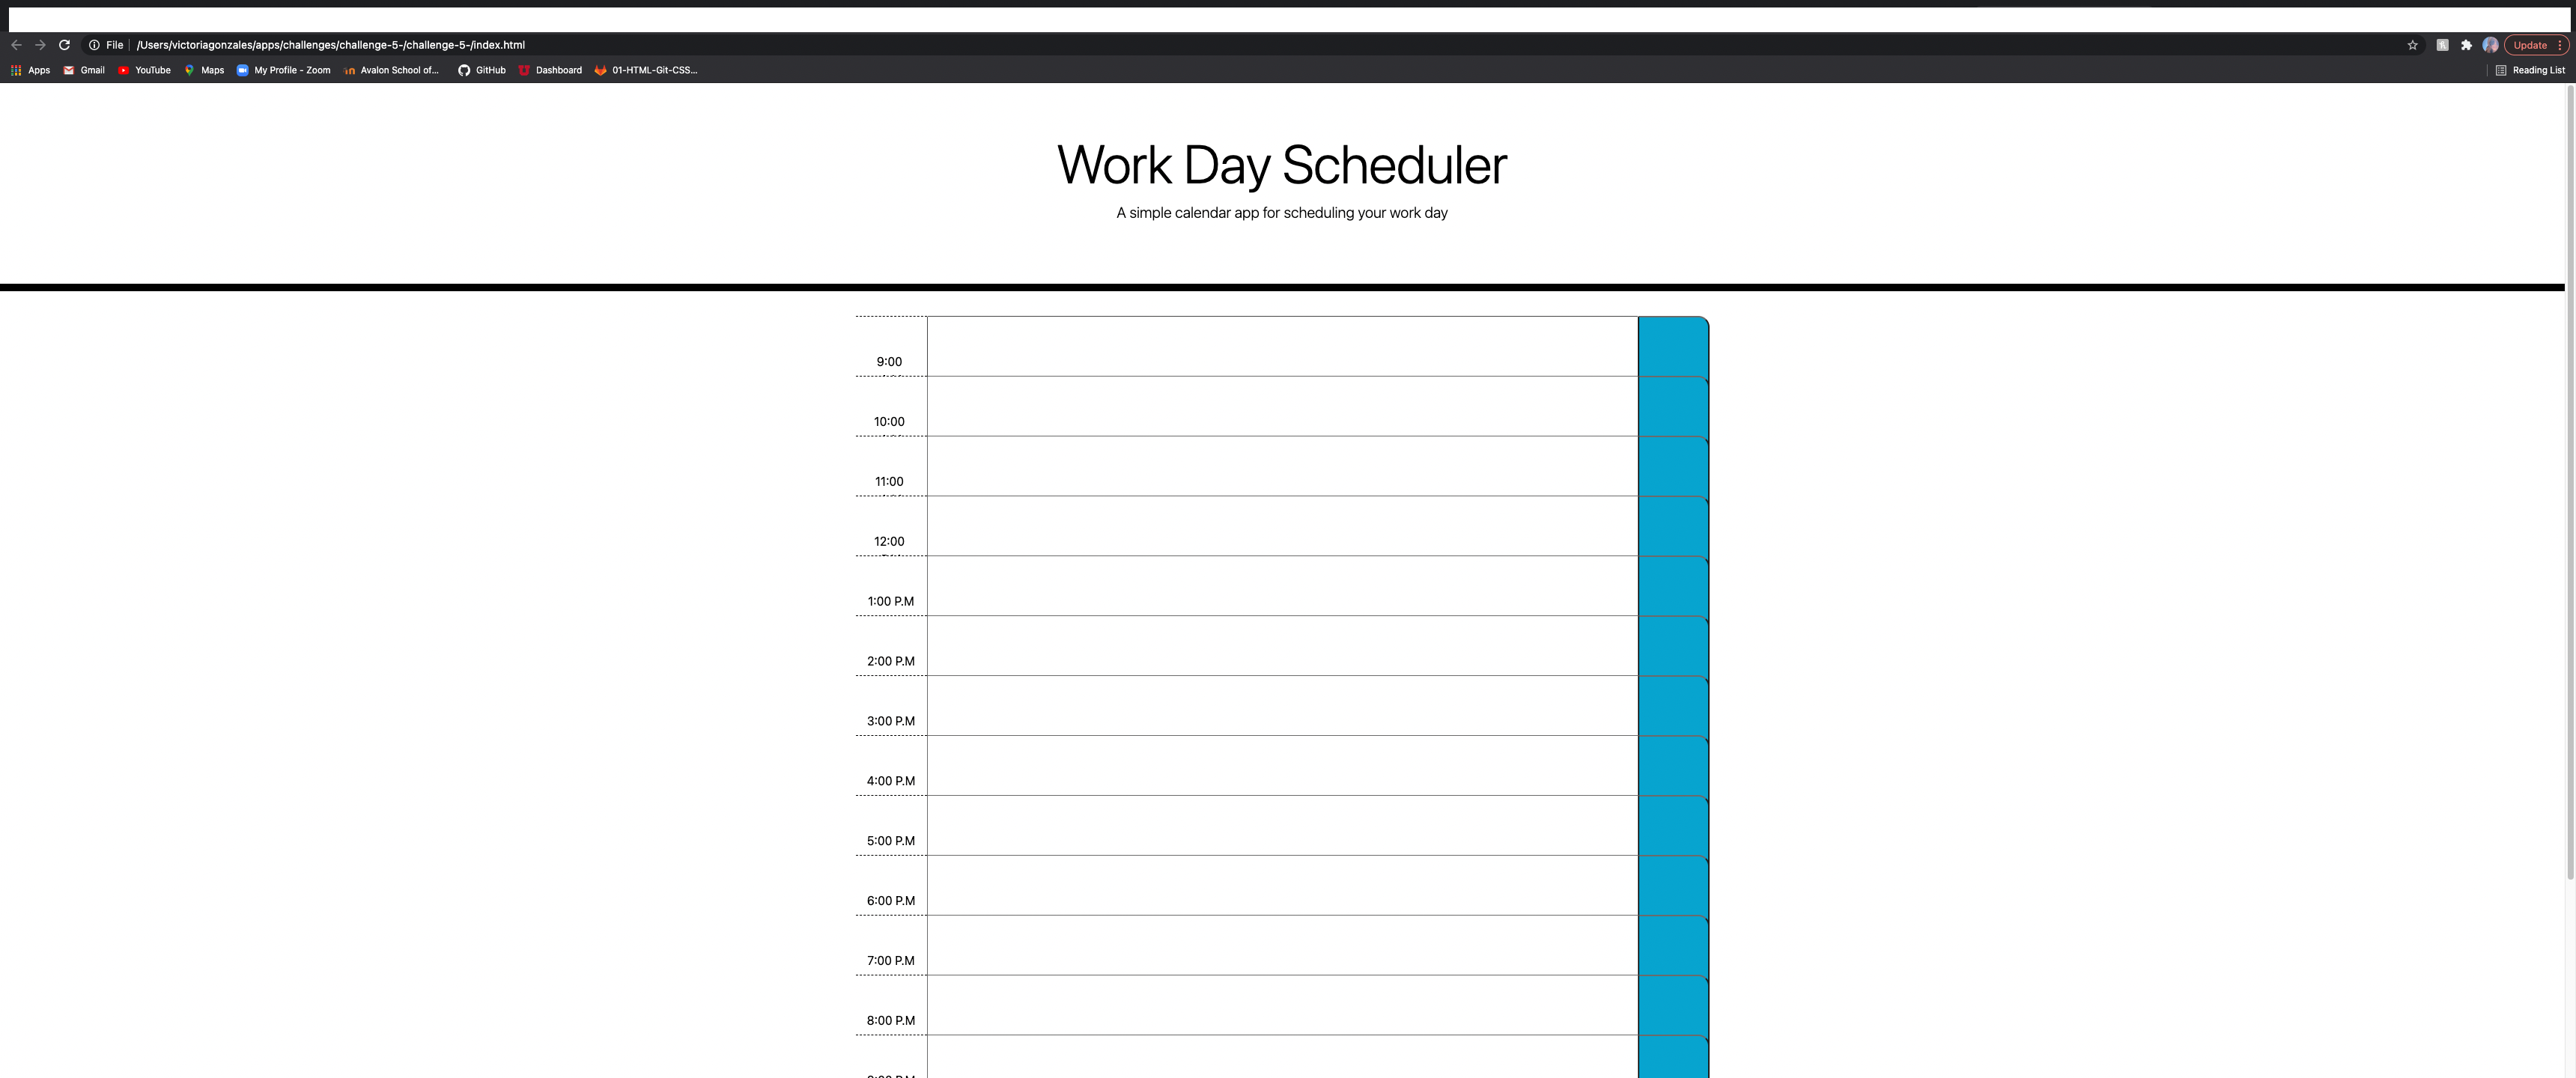 File /Users/victoriagonzales/apps/challenges/challenge-5-/challenge-5-/index.html Update
Apps Gmail YouTube Maps My Profile - Zoom Avalon School of... GitHub Dashboard 01-HTML-Git-CSS... Reading List
Work Day Scheduler
A simple calendar app for scheduling your work day
9:00
10:00
11:00
12:00
1:00 P.M
2:00 P.M
3:00 P.M
4:00 P.M
5:00 P.M
6:00 P.M
7:00 P.M
8:00 P.M